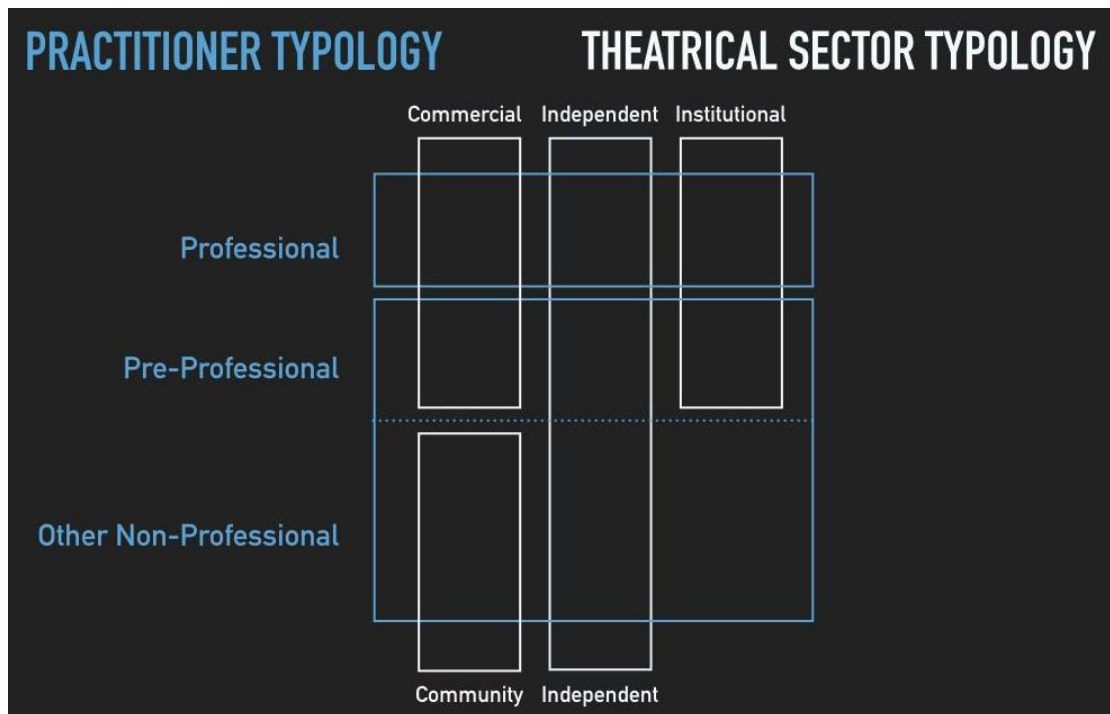 PRACTITIONER TYPOLOGY THEATRICAL SECTOR TYPOLOGY
Commercial Independent Institutional
Professional
Pre-Professional
Other Non-Professional
Community Independent